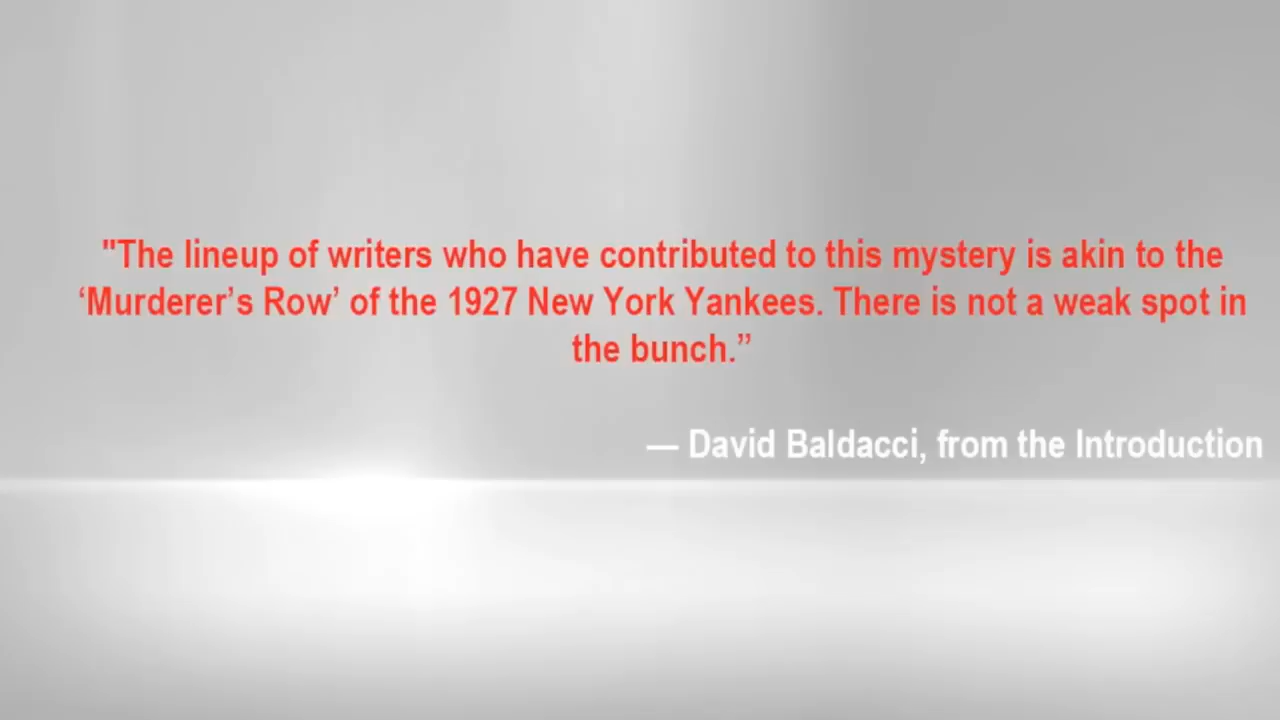 "The lineup of writers who have contributed to this mystery is akin to the
‘Murderer’s Row’ of the 1927 New York Yankees. There is not a weak spot in
the bunch.”
— David Baldacci, from the Introduction